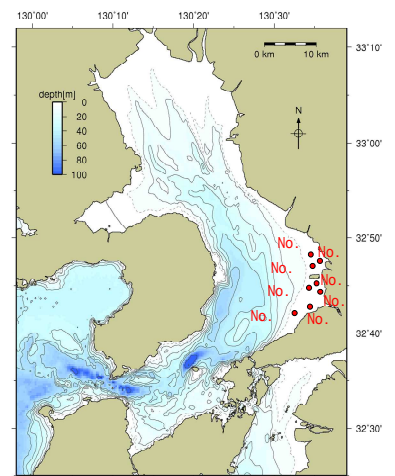 130°00' 130°10' 130°20' 130°30'
33°10'
0 km 10 km
depth[m]
0
20
40
60
80
100
N
33°00'
32°50'
No. No.
No.
No.
No.
No.
No. No.
32°40'
32°30'